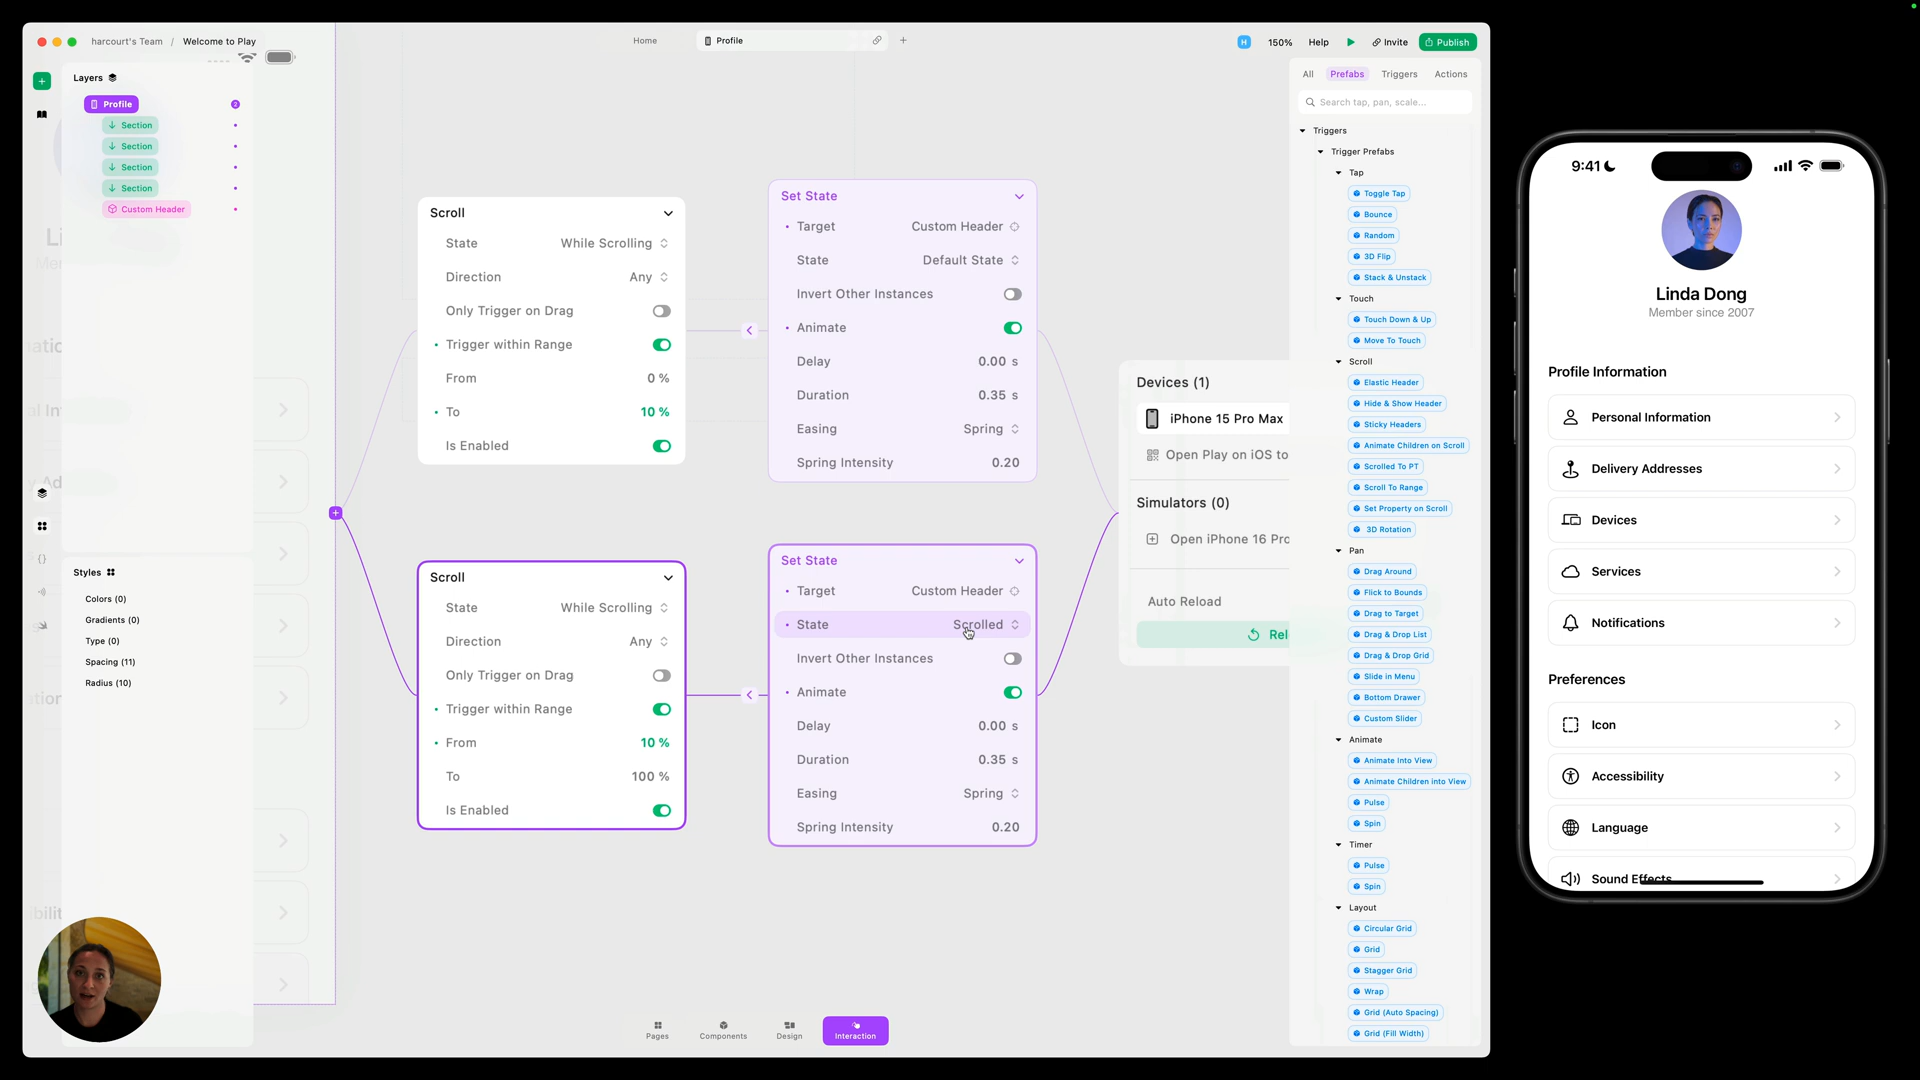 harcourt's Team / Welcome to Play
Home
Profile
H
150%
Help
Invite
Publish
Layers
Profile
2
Section
Section
Section
Section
Custom Header
Styles
Colors (0)
Gradients (0)
Type (0)
Spacing (11)
Radius (10)
Scroll
State While Scrolling
Direction Any
Only Trigger on Drag
Trigger within Range
From 0 %
To 10 %
Is Enabled
Set State
Target Custom Header
State Default State
Invert Other Instances
Animate
Delay 0.00 s
Duration 0.35 s
Easing Spring
Spring Intensity 0.20
Scroll
State While Scrolling
Direction Any
Only Trigger on Drag
Trigger within Range
From 10 %
To 100 %
Is Enabled
Set State
Target Custom Header
State Scrolled
Invert Other Instances
Animate
Delay 0.00 s
Duration 0.35 s
Easing Spring
Spring Intensity 0.20
Devices (1)
iPhone 15 Pro Max
Open Play on iOS to
Simulators (0)
Open iPhone 16 Pro
Auto Reload
Rel
Pages
Components
Design
Interaction
All
Prefabs
Triggers
Actions
Search tap, pan, scale...
Triggers
Trigger Prefabs
Tap
Toggle Tap
Bounce
Random
3D Flip
Stack & Unstack
Touch
Touch Down & Up
Move To Touch
Scroll
Elastic Header
Hide & Show Header
Sticky Headers
Animate Children on Scroll
Scrolled To PT
Scroll To Range
Set Property on Scroll
3D Rotation
Pan
Drag Around
Flick to Bounds
Drag to Target
Drag & Drop List
Drag & Drop Grid
Slide in Menu
Bottom Drawer
Custom Slider
Animate
Animate Into View
Animate Children into View
Pulse
Spin
Timer
Pulse
Spin
Layout
Circular Grid
Grid
Stagger Grid
Wrap
Grid (Auto Spacing)
Grid (Fill Width)
9:41
Linda Dong
Member since 2007
Profile Information
Personal Information
Delivery Addresses
Devices
Services
Notifications
Preferences
Icon
Accessibility
Language
Sound Effects